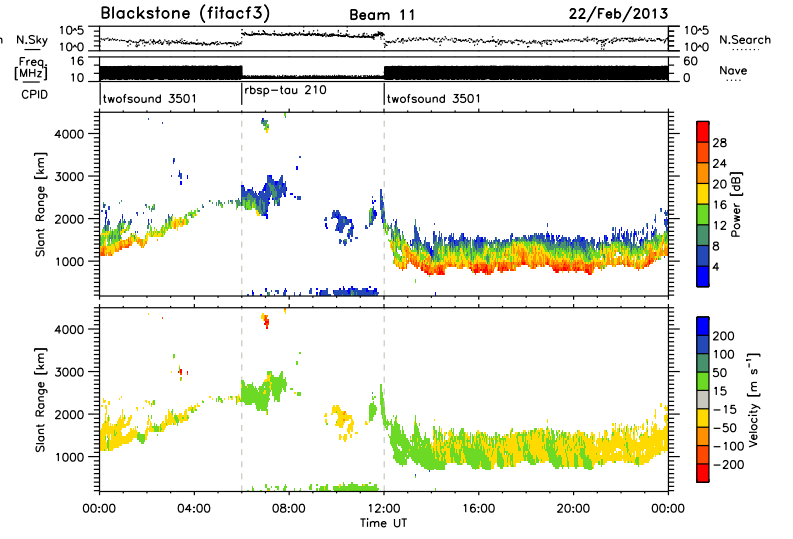 Blackstone (fitacf3) Beam 11 22/Feb/2013
n N.Sky 10^5 10^5 N.Search
10^0 10^0
Freq. 16 60
[MHz] 10 0 Nave
CPID twofsound 3501 rbsp-tau 210 twofsound 3501
Slant Range [km]
4000
3000
2000
1000
28
24
20
16
12
8
4
Power [dB]
Slant Range [km]
4000
3000
2000
1000
200
100
50
15
-15
-50
-100
-200
Velocity [m s⁻¹]
00:00 04:00 08:00 12:00 16:00 20:00 00:00
Time UT